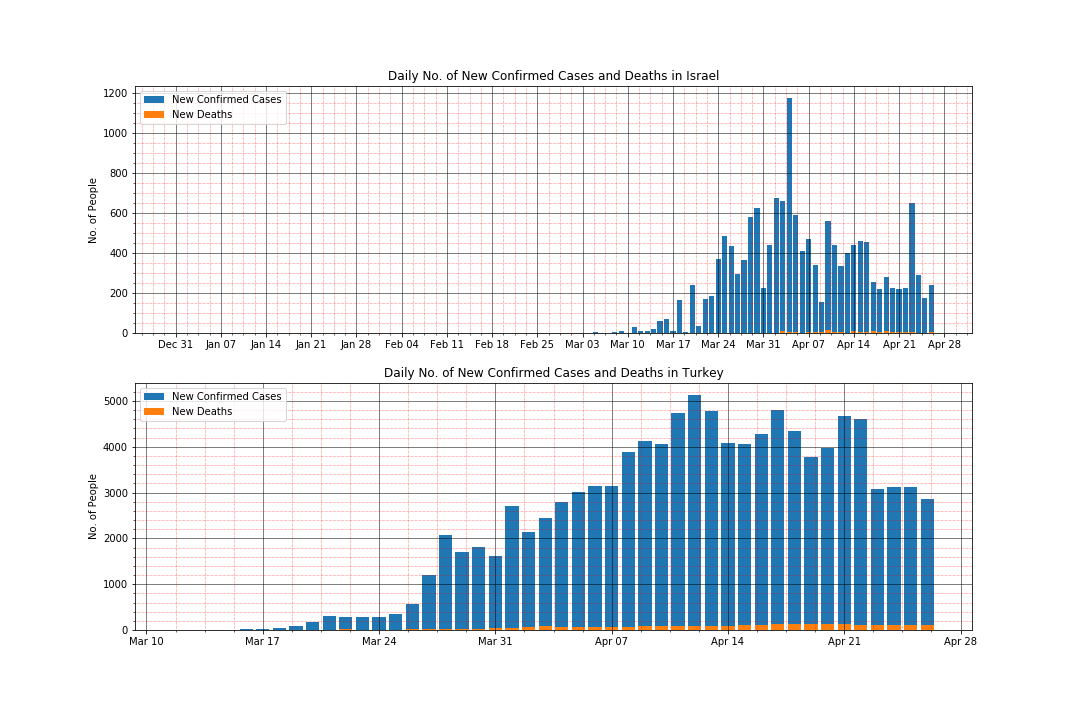 Daily No. of New Confirmed Cases and Deaths in Israel
New Confirmed Cases
New Deaths
No. of People
1200
1000
800
600
400
200
0
Dec 31 Jan 07 Jan 14 Jan 21 Jan 28 Feb 04 Feb 11 Feb 18 Feb 25 Mar 03 Mar 10 Mar 17 Mar 24 Mar 31 Apr 07 Apr 14 Apr 21 Apr 28
Daily No. of New Confirmed Cases and Deaths in Turkey
New Confirmed Cases
New Deaths
No. of People
5000
4000
3000
2000
1000
0
Mar 10 Mar 17 Mar 24 Mar 31 Apr 07 Apr 14 Apr 21 Apr 28